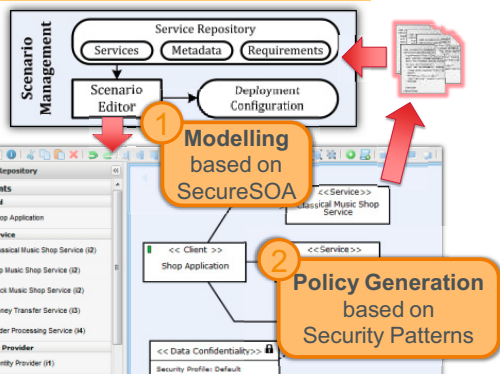 Service Repository
Services
Metadata
Requirements
Scenario
Management
Scenario
Editor
Deployment
Configuration
1
Modelling
based on
SecureSOA
Repository
op Application
assical Music Shop Service (i2)
p Music Shop Service (i2)
ck Music Shop Service (i2)
ney Transfer Service (i3)
der Processing Service (i4)
Provider
ntity Provider (i1)
<<Service>>
Classical Music Shop
Service
<< Client >>
Shop Application
<<Service>>
2
Policy Generation
based on
Security Patterns
<< Data Confidentiality>>
Security Profile: Default